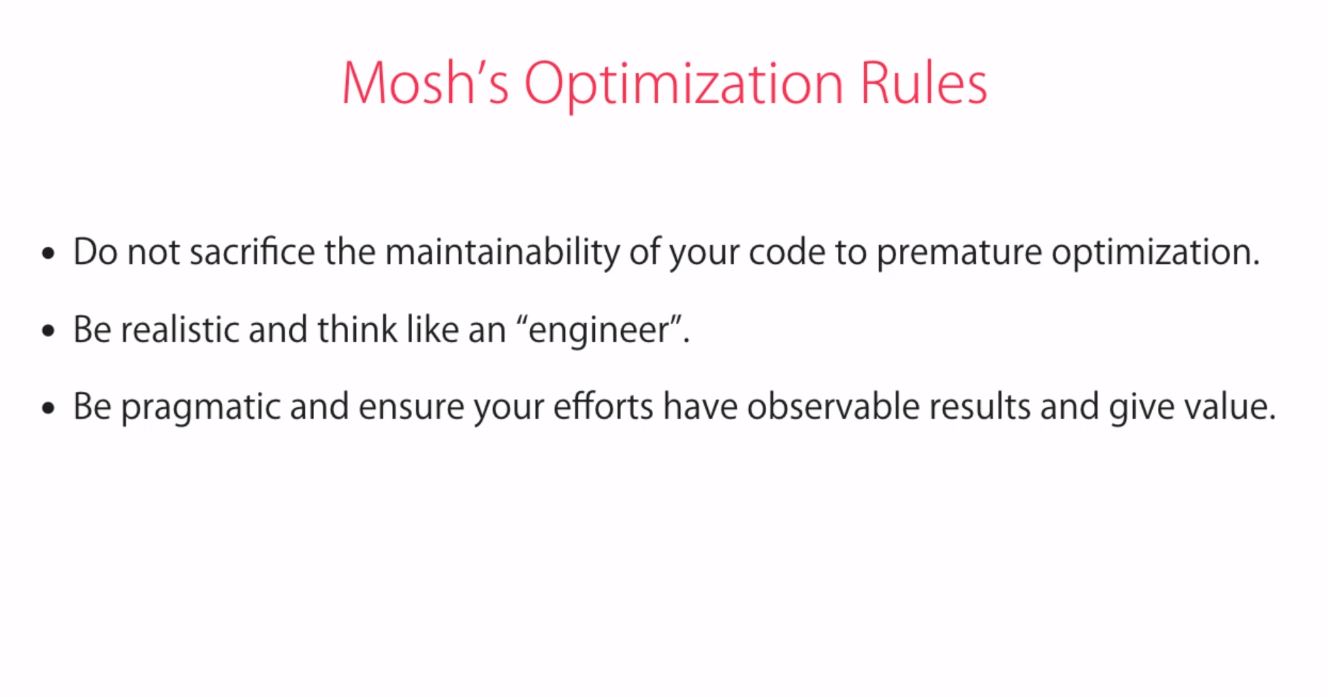 Mosh’s Optimization Rules
• Do not sacrifice the maintainability of your code to premature optimization.
• Be realistic and think like an “engineer”.
• Be pragmatic and ensure your efforts have observable results and give value.